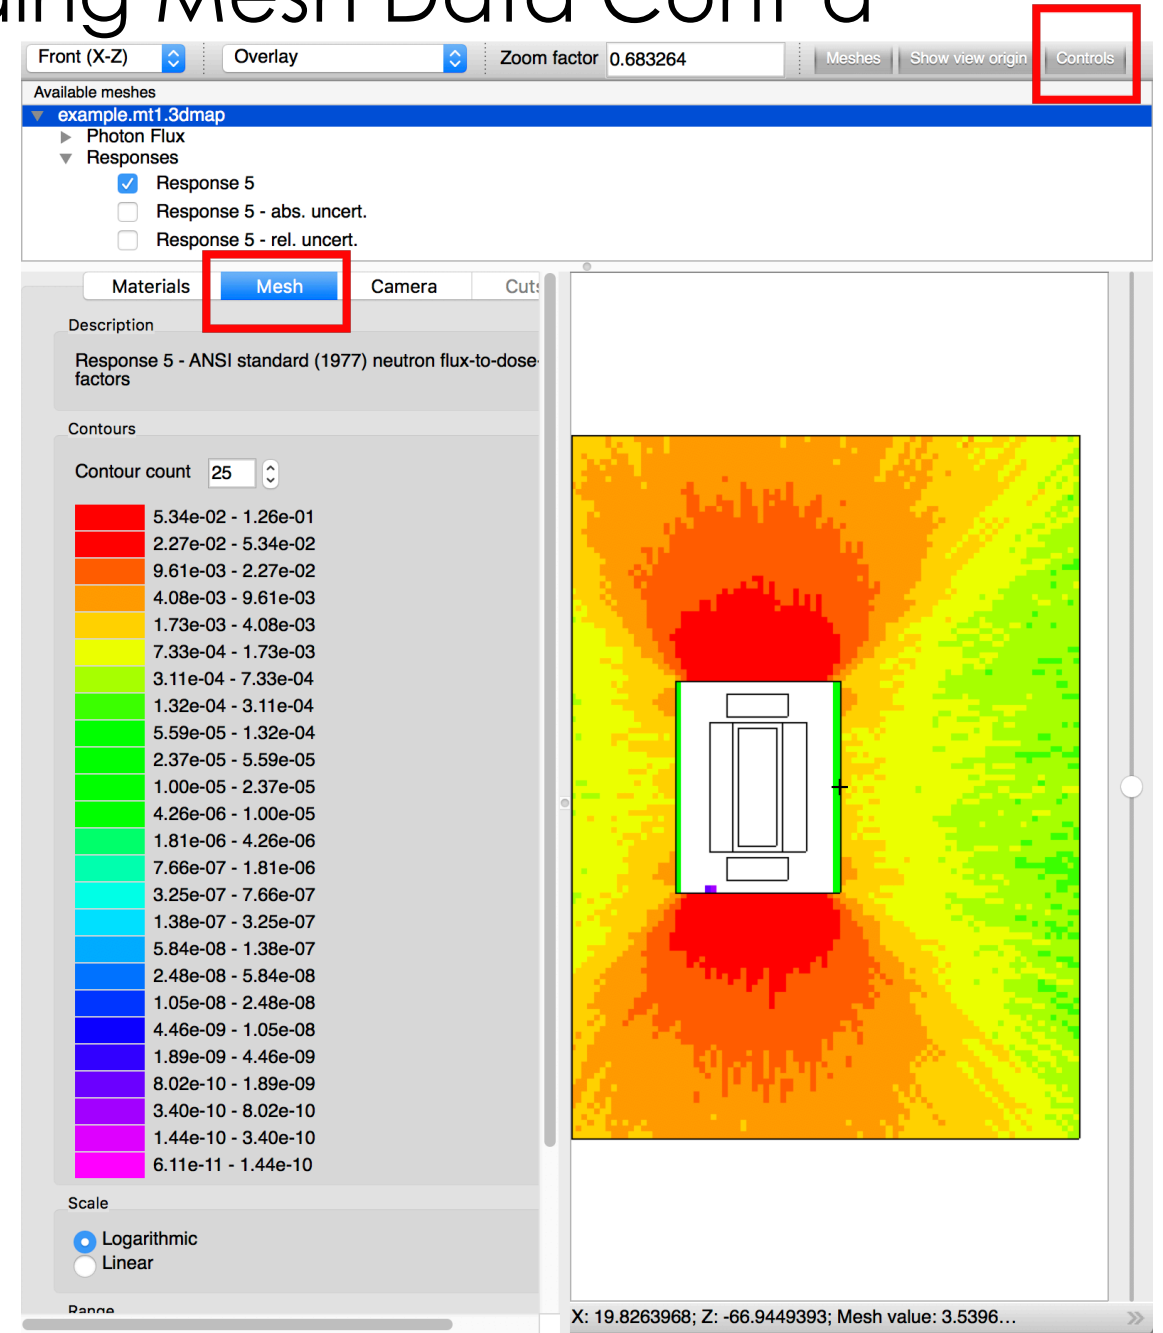 Mesh Data Cont'd
Front (X-Z) Overlay Zoom factor 0.683264 Meshes Show view origin Controls
Available meshes
example.mt1.3dmap
Photon Flux
Responses
Response 5
Response 5 - abs. uncert.
Response 5 - rel. uncert.
Materials Mesh Camera Cuts
Description
Response 5 - ANSI standard (1977) neutron flux-to-dose-
factors
Contours
Contour count 25
5.34e-02 - 1.26e-01
2.27e-02 - 5.34e-02
9.61e-03 - 2.27e-02
4.08e-03 - 9.61e-03
1.73e-03 - 4.08e-03
7.33e-04 - 1.73e-03
3.11e-04 - 7.33e-04
1.32e-04 - 3.11e-04
5.59e-05 - 1.32e-04
2.37e-05 - 5.59e-05
1.00e-05 - 2.37e-05
4.26e-06 - 1.00e-05
1.81e-06 - 4.26e-06
7.66e-07 - 1.81e-06
3.25e-07 - 7.66e-07
1.38e-07 - 3.25e-07
5.84e-08 - 1.38e-07
2.48e-08 - 5.84e-08
1.05e-08 - 2.48e-08
4.46e-09 - 1.05e-08
1.89e-09 - 4.46e-09
8.02e-10 - 1.89e-09
3.40e-10 - 8.02e-10
1.44e-10 - 3.40e-10
6.11e-11 - 1.44e-10
Scale
Logarithmic
Linear
Range
X: 19.8263968; Z: -66.9449393; Mesh value: 3.5396...